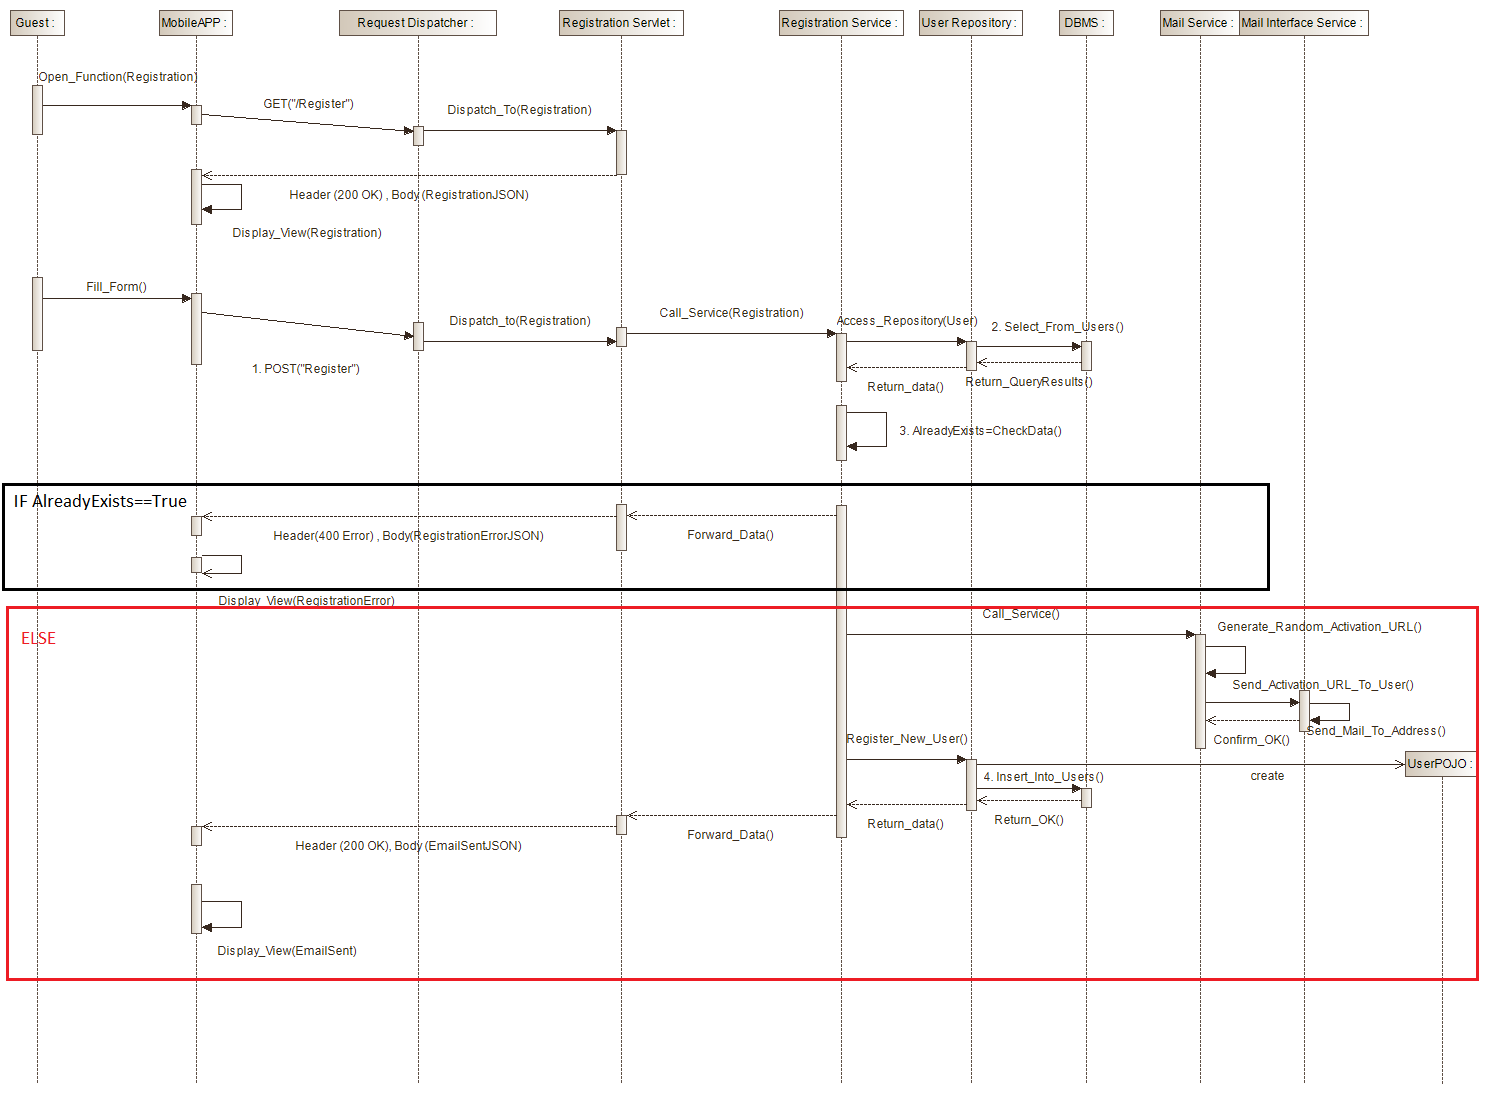 Guest :
MobileAPP :
Request Dispatcher :
Registration Servlet :
Registration Service :
User Repository :
DBMS :
Mail Service :
Mail Interface Service :
Open_Function(Registration)
GET("/Register")
Dispatch_To(Registration)
Header (200 OK) , Body (RegistrationJSON)
Display_View(Registration)
Fill_Form()
1. POST("Register")
Dispatch_to(Registration)
Call_Service(Registration)
Access_Repository(User)
2. Select_From_Users()
Return_QueryResults()
Return_data()
3. AlreadyExists=CheckData()
IF AlreadyExists==True
Forward_Data()
Header(400 Error) , Body(RegistrationErrorJSON)
Display_View(RegistrationError)
ELSE
Call_Service()
Generate_Random_Activation_URL()
Send_Activation_URL_To_User()
Send_Mail_To_Address()
Confirm_OK()
Register_New_User()
UserPOJO :
create
4. Insert_Into_Users()
Return_OK()
Return_data()
Forward_Data()
Header (200 OK), Body (EmailSentJSON)
Display_View(EmailSent)